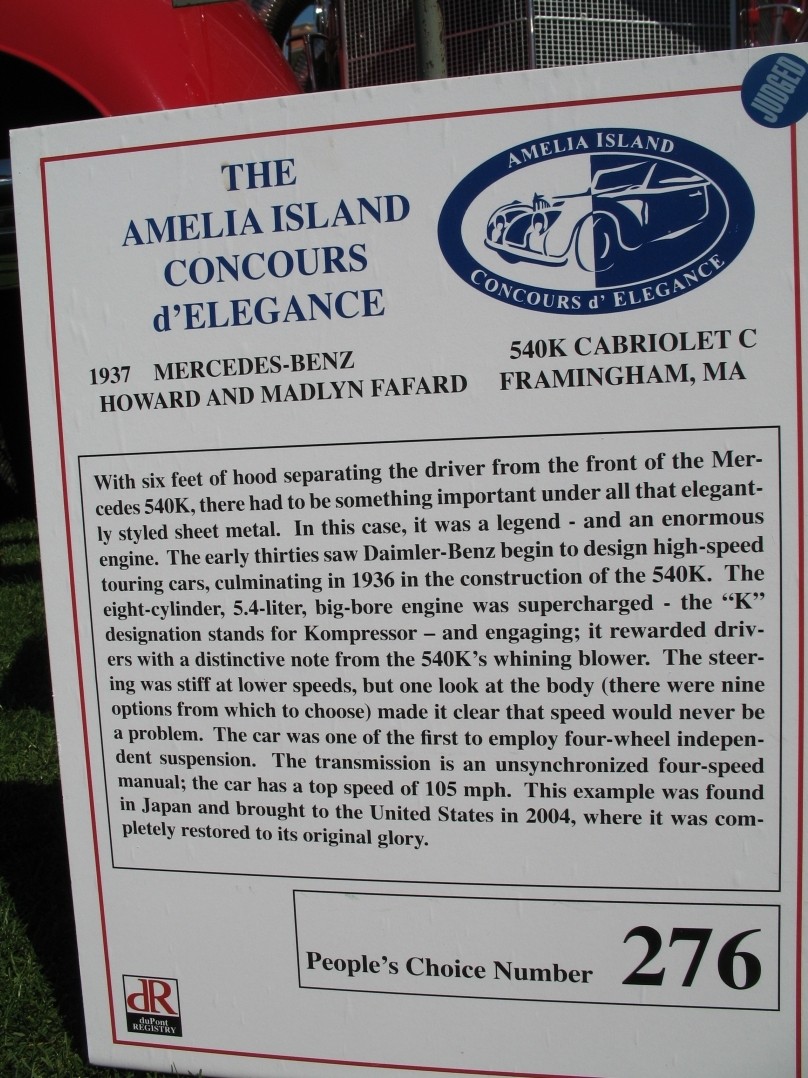 JUDGED
THE
AMELIA ISLAND
CONCOURS
d'ELEGANCE
AMELIA ISLAND
CONCOURS d' ELEGANCE
1937 MERCEDES-BENZ 540K CABRIOLET C
HOWARD AND MADLYN FAFARD FRAMINGHAM, MA
With six feet of hood separating the driver from the front of the Mer-
cedes 540K, there had to be something important under all that elegant-
ly styled sheet metal. In this case, it was a legend - and an enormous
engine. The early thirties saw Daimler-Benz begin to design high-speed
touring cars, culminating in 1936 in the construction of the 540K. The
eight-cylinder, 5.4-liter, big-bore engine was supercharged - the “K”
designation stands for Kompressor – and engaging; it rewarded driv-
ers with a distinctive note from the 540K's whining blower. The steer-
ing was stiff at lower speeds, but one look at the body (there were nine
options from which to choose) made it clear that speed would never be
a problem. The car was one of the first to employ four-wheel indepen-
dent suspension. The transmission is an unsynchronized four-speed
manual; the car has a top speed of 105 mph. This example was found
in Japan and brought to the United States in 2004, where it was com-
pletely restored to its original glory.
People's Choice Number 276
dR
duPont
REGISTRY